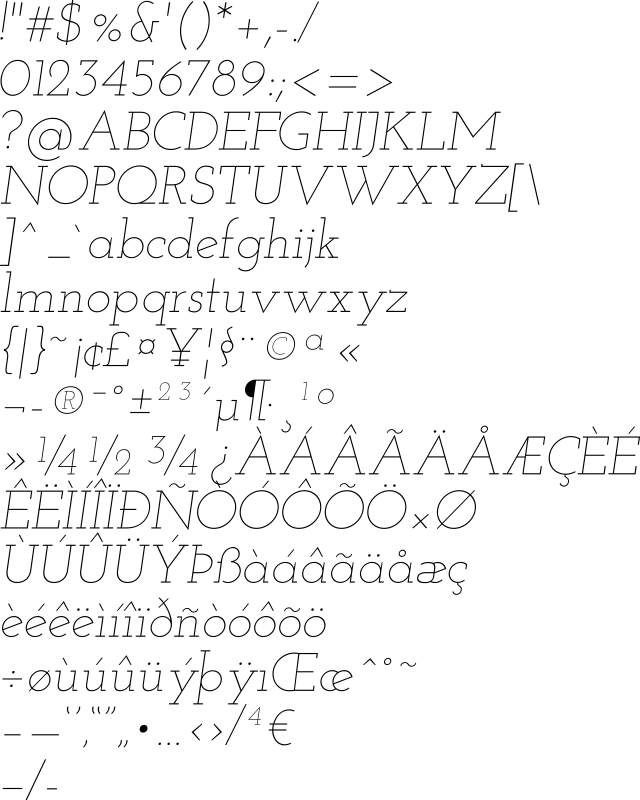 !"#$%&'()*+,-./
0123456789:;<=>
?@ABCDEFGHIJKLM
NOPQRSTUVWXYZ[\
]^_`abcdefghijk
lmnopqrstuvwxyz
{|}~¡¢£¤¥¦§¨©ª«
¬-®¯°±²³´µ¶·¸¹º
»¼½¾¿ÀÁÂÃÄÅÆÇÈÉ
ÊËÌÍÎÏÐÑÒÓÔÕÖ×Ø
ÙÚÛÜÝÞßàáâãäåæç
èéêëìíîïðñòóôõö
÷øùúûüýþÿıŒœˆ˚˜
–—‘’‚“”„•…‹›⁄⁴€
−∕-